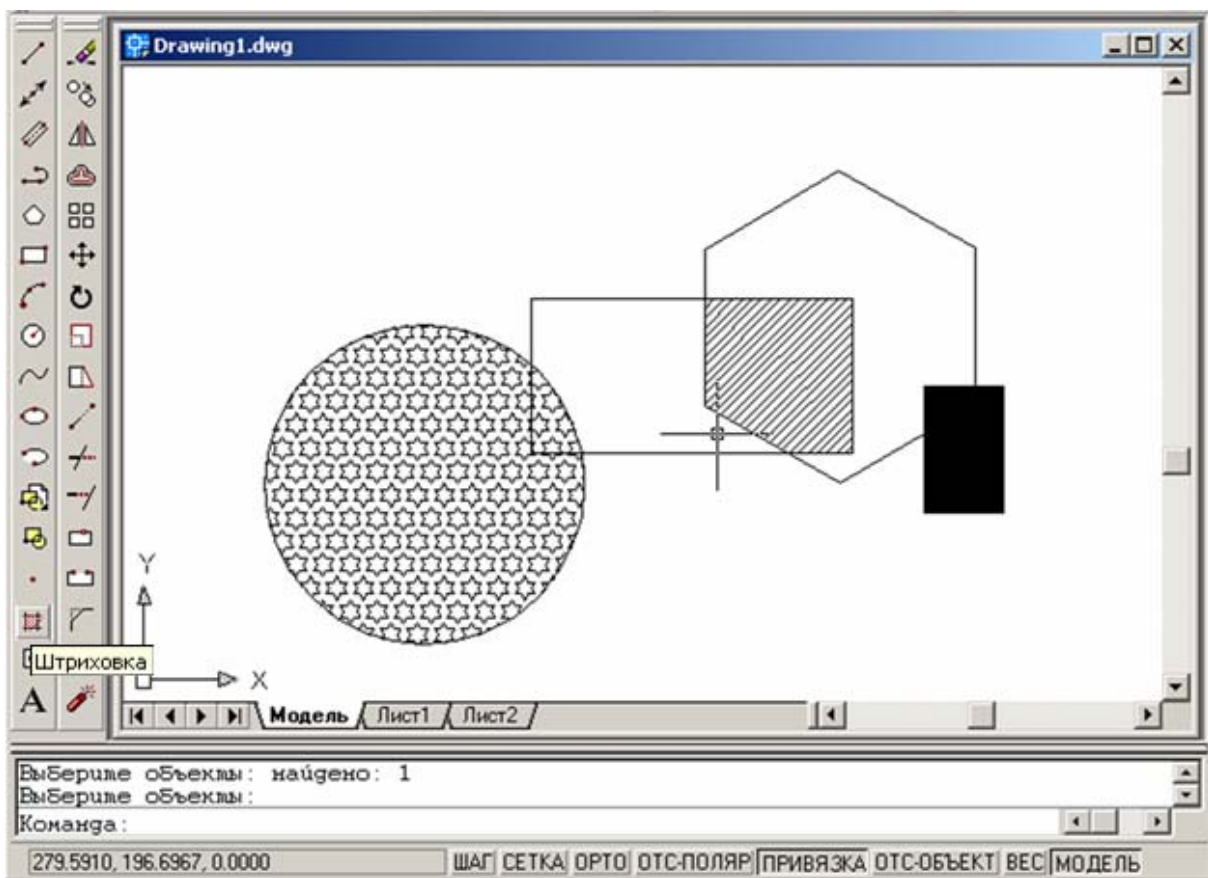 Drawing1.dwg
Y
X
Штриховка
A
Модель Лист1 Лист2
Выберите объекты: найдено: 1
Выберите объекты:
Команда:
279.5910, 196.6967, 0.0000 ШАГ СЕТКА ОРТО ОТС-ПОЛЯР ПРИВЯЗКА ОТС-ОБЪЕКТ ВЕС МОДЕЛЬ